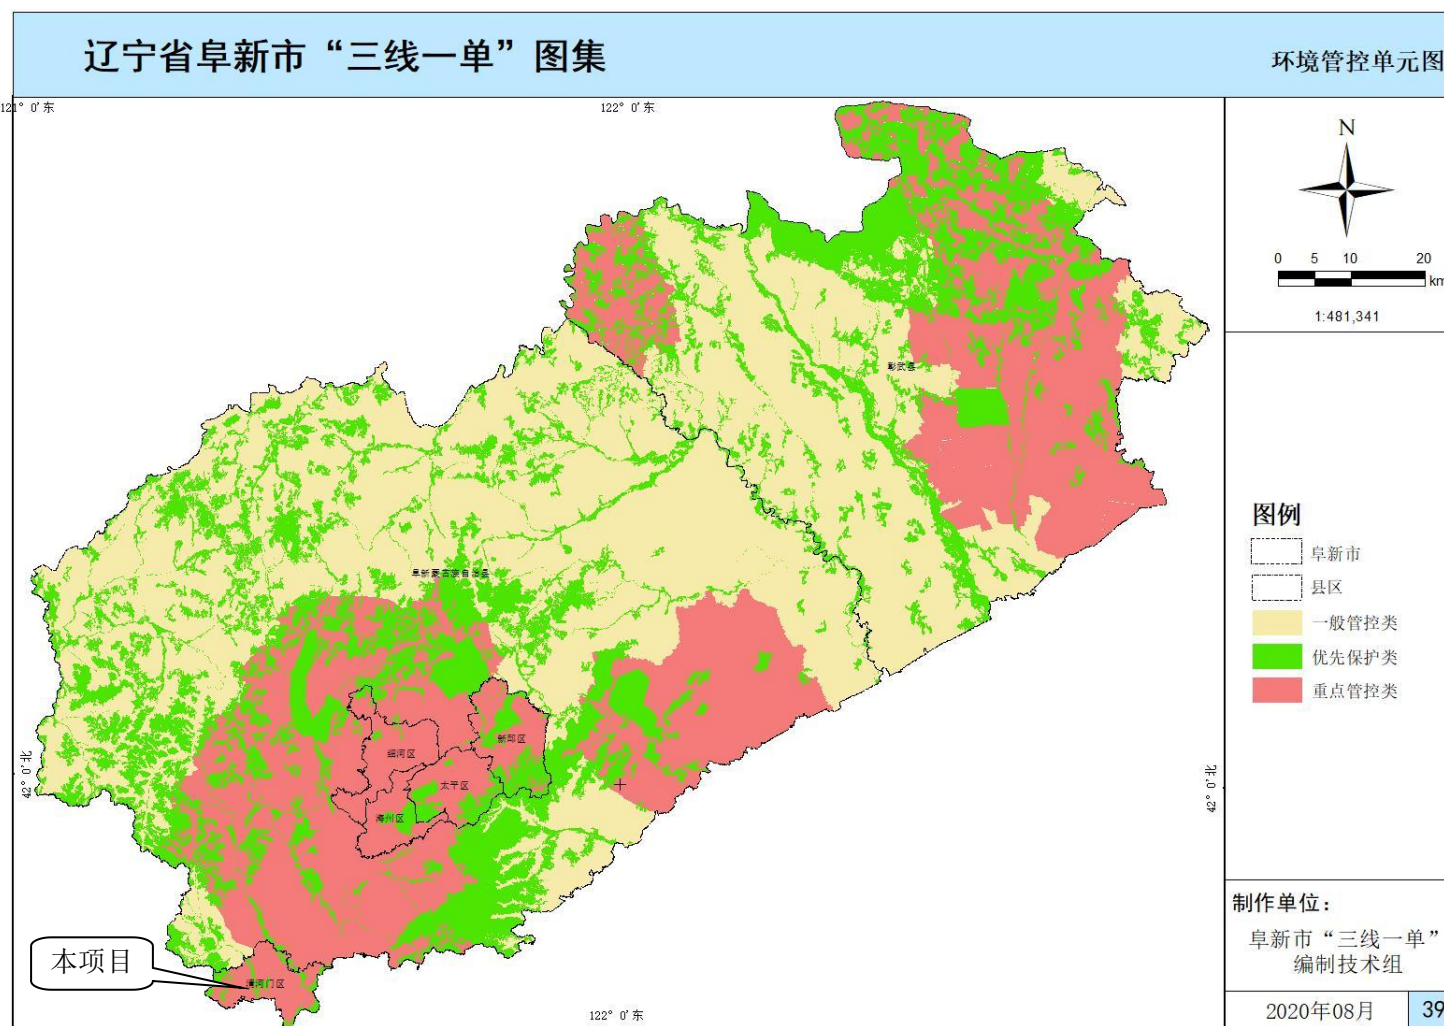 辽宁省阜新市“三线一单”图集
环境管控单元图
121° 0′东
122° 0′东
N
0 5 10 20
km
1:481,341
彰武县
图例
阜新市
县区
一般管控类
优先保护类
重点管控类
阜新蒙古族自治县
细河区
新邱区
太平区
海州区
42° 0′北
42° 0′北
本项目
清河门区
122° 0′东
制作单位：
阜新市“三线一单”
编制技术组
2020年08月
39